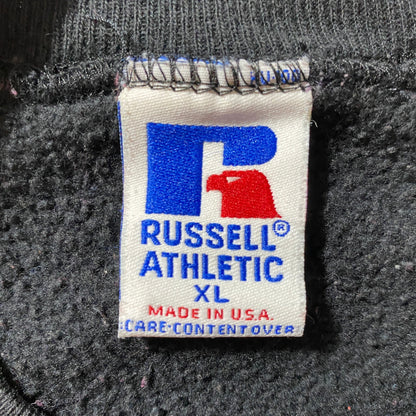 RUSSELL®
ATHLETIC
XL
MADE IN U.S.A.
CARE·CONTENT OVER